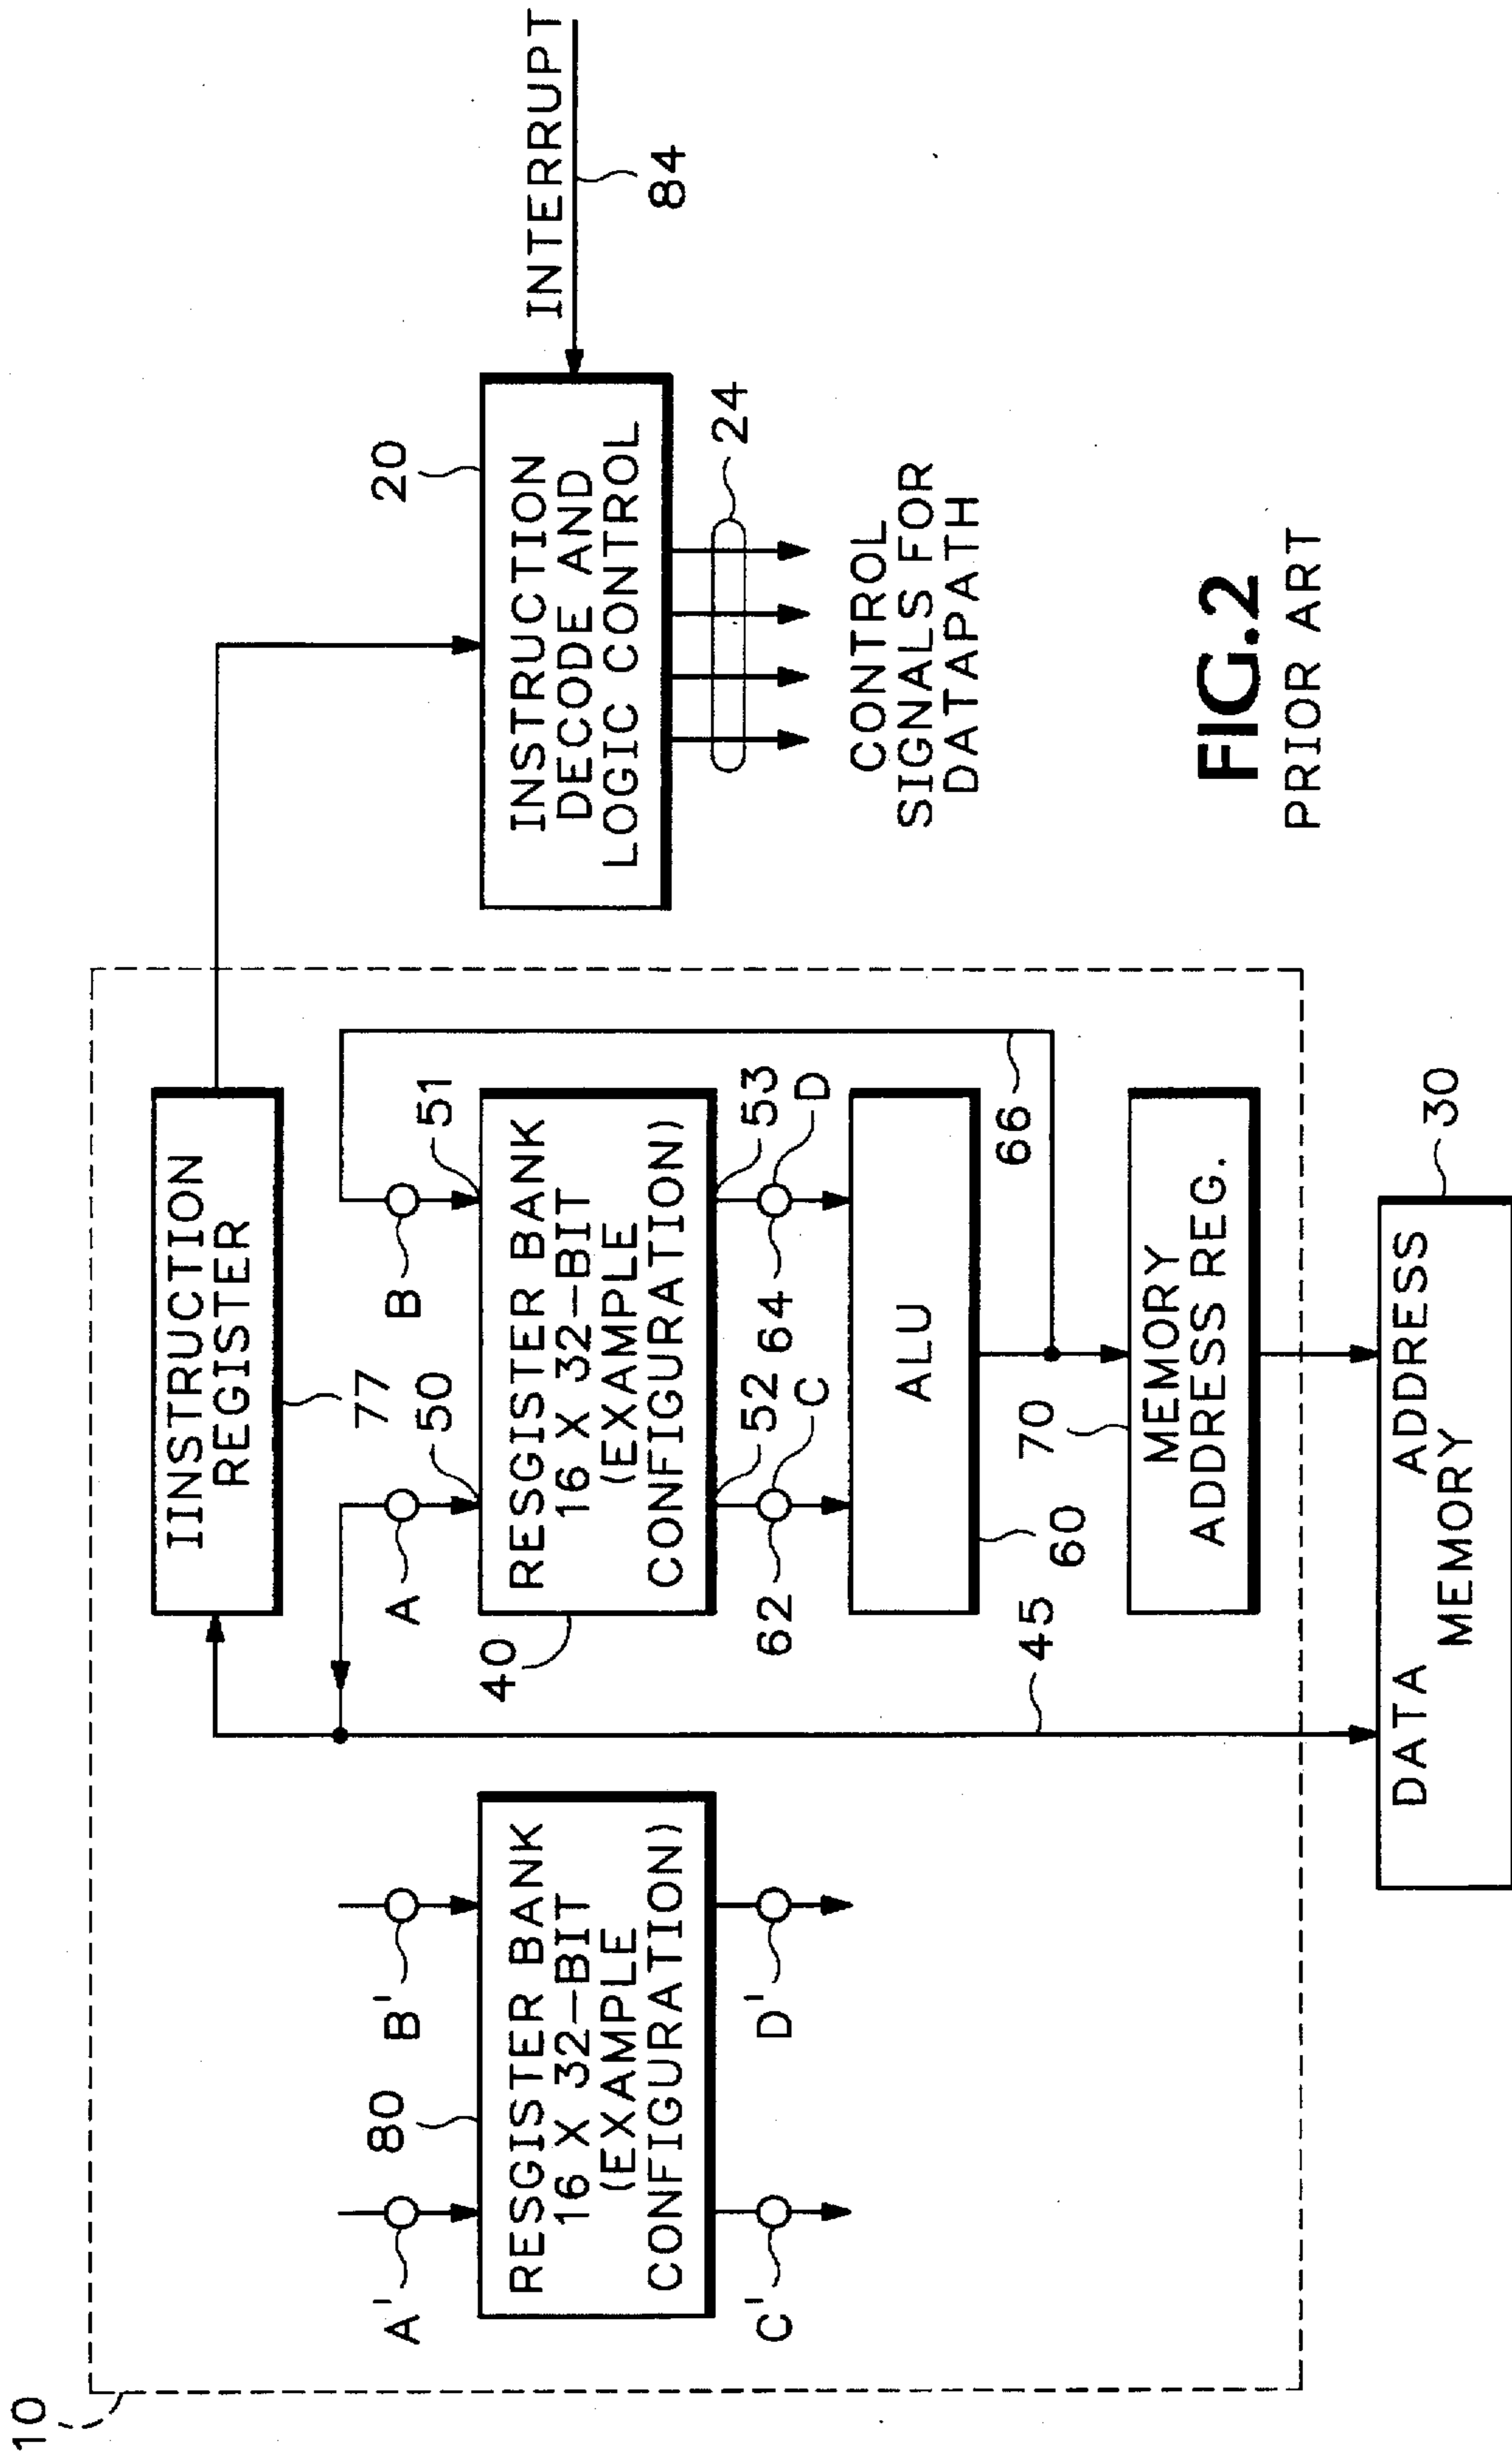 10
IINSTRUCTION
REGISTER
77
A'
80
B'
A
50
B
51
20
INTERRUPT
84
RESGISTER BANK
16 X 32-BIT
(EXAMPLE
CONFIGURATION)
40
RESGISTER BANK
16 X 32-BIT
(EXAMPLE
CONFIGURATION)
INSTRUCTION
DECODE AND
LOGIC CONTROL
24
C'
D'
62
52
C
64
53
D
CONTROL
SIGNALS FOR
DATAPATH
ALU
66
45
60
70
MEMORY
ADDRESS REG.
FIG.2
PRIOR ART
30
DATA
ADDRESS
MEMORY